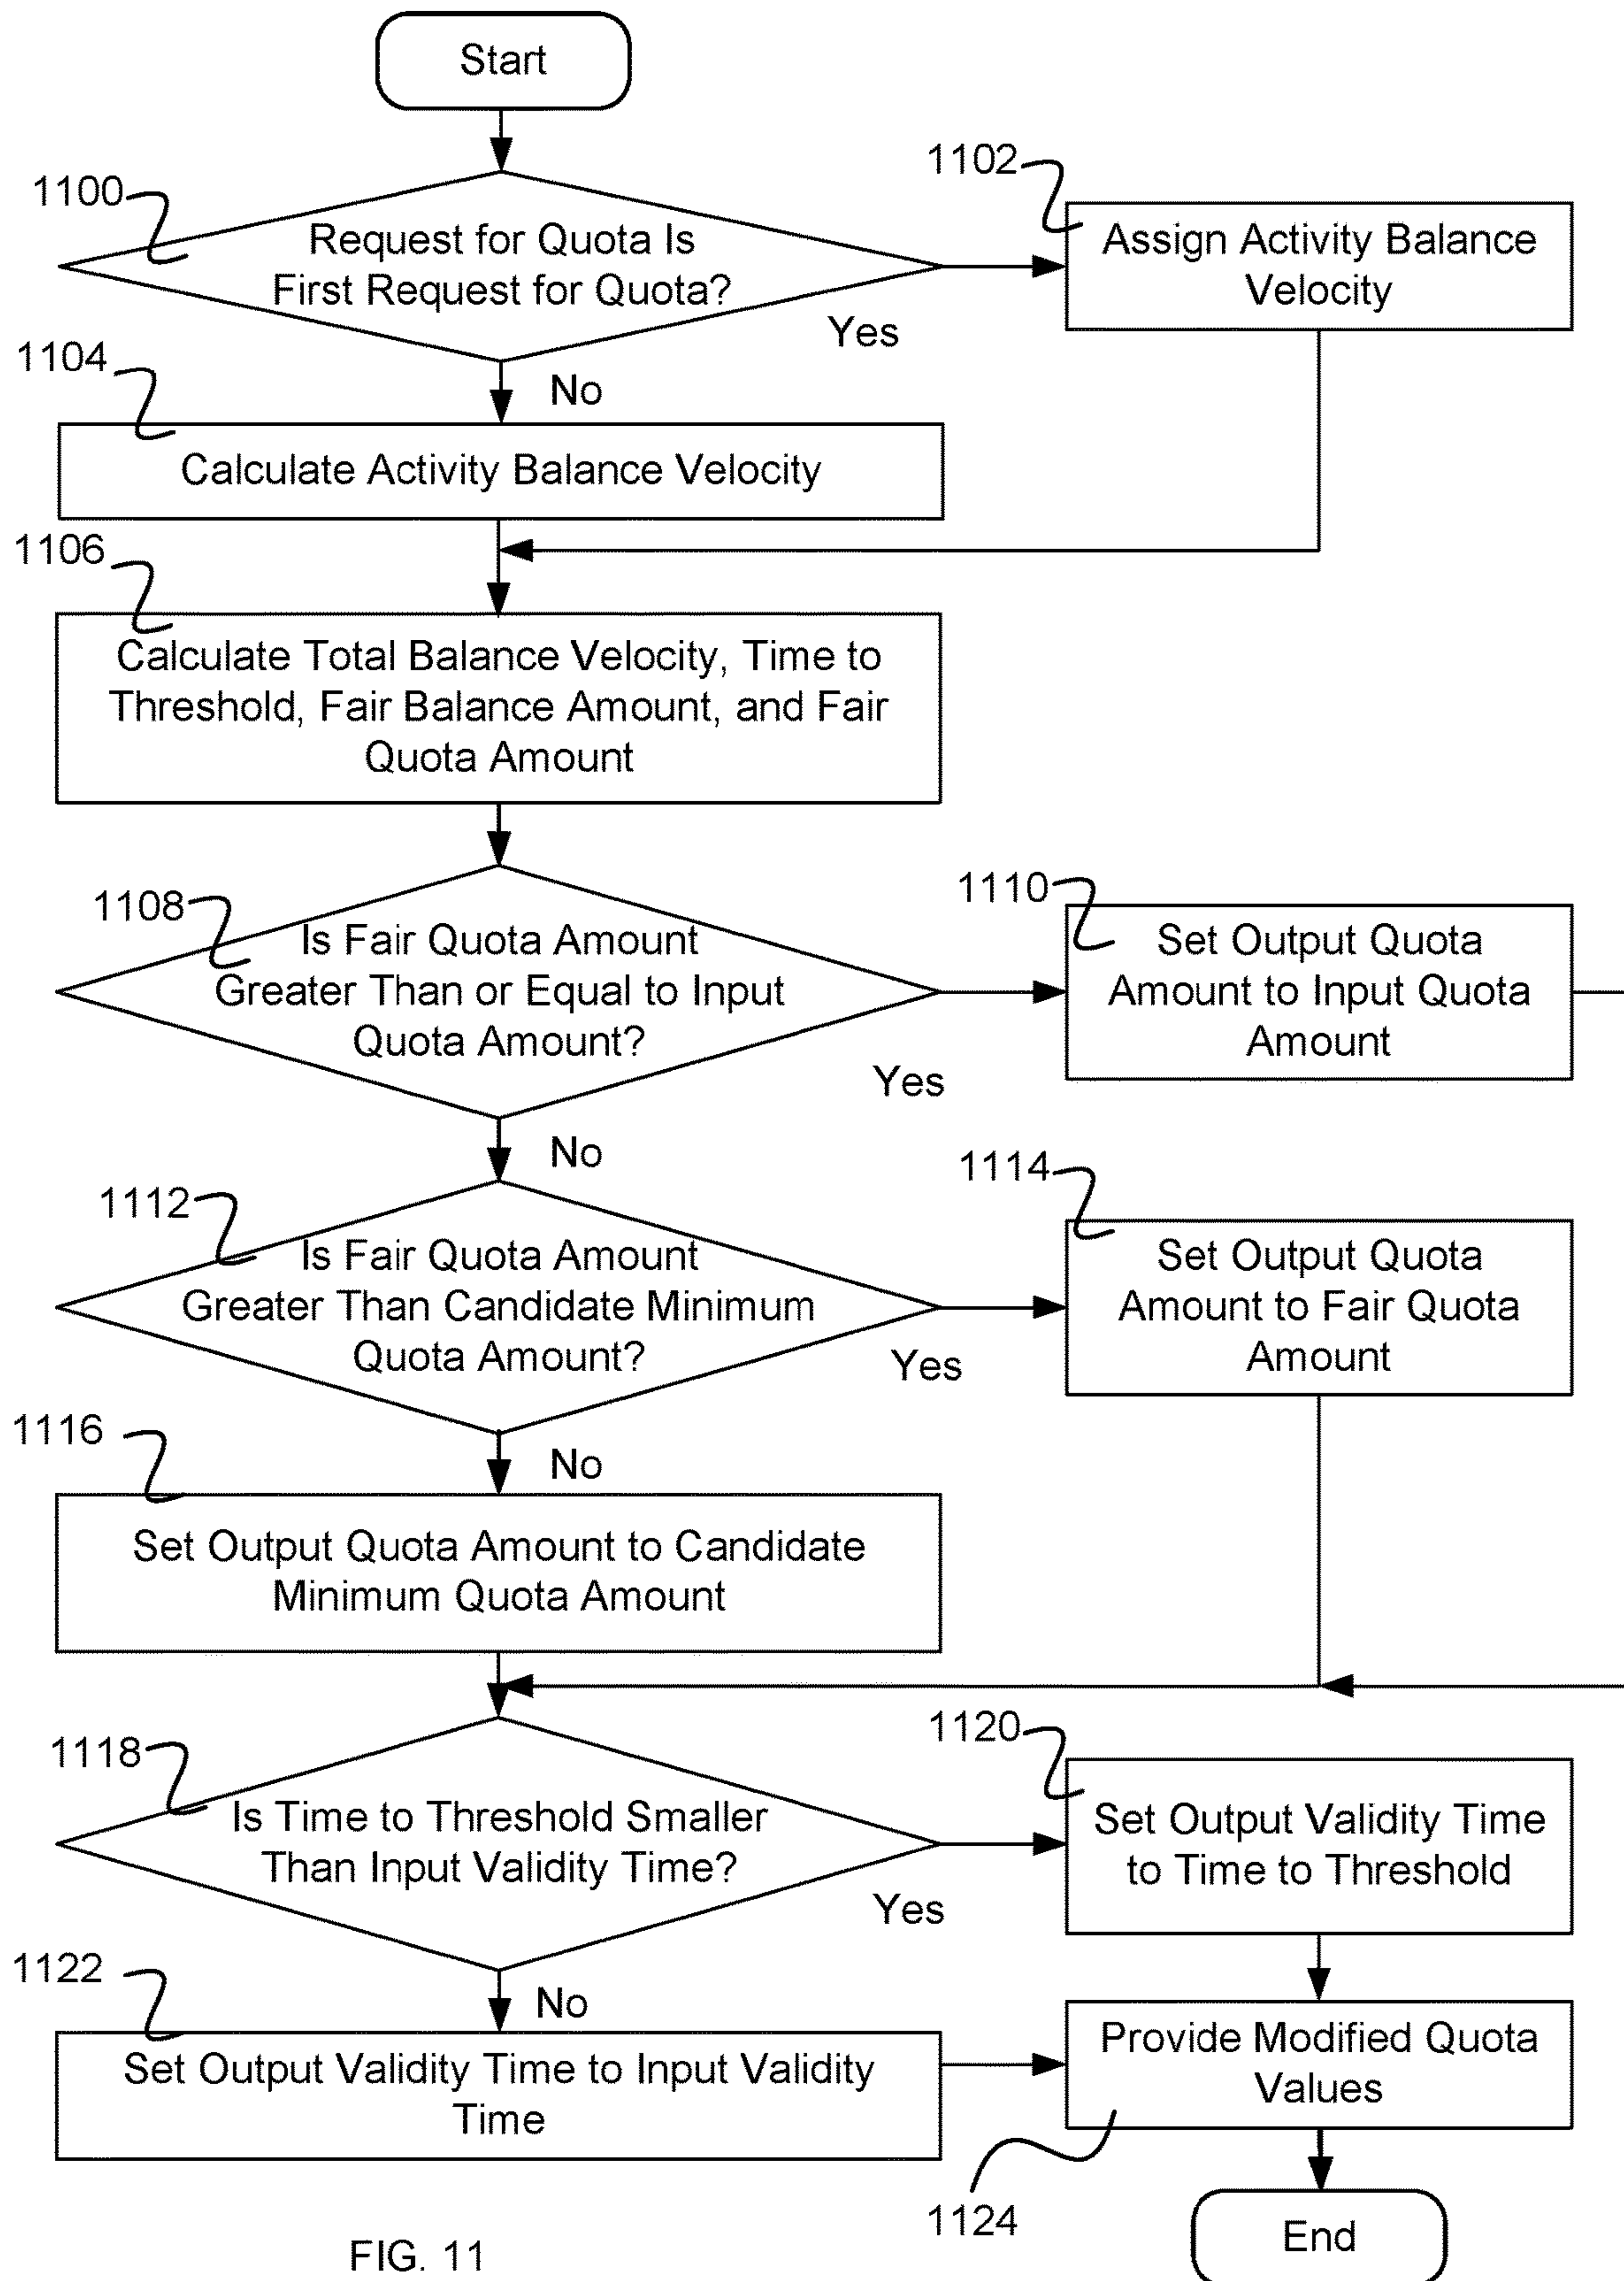 Start
1100
Request for Quota Is
First Request for Quota?
Yes
1102
Assign Activity Balance
Velocity
No
1104
Calculate Activity Balance Velocity
1106
Calculate Total Balance Velocity, Time to
Threshold, Fair Balance Amount, and Fair
Quota Amount
1108
Is Fair Quota Amount
Greater Than or Equal to Input
Quota Amount?
Yes
1110
Set Output Quota
Amount to Input Quota
Amount
No
1112
Is Fair Quota Amount
Greater Than Candidate Minimum
Quota Amount?
Yes
1114
Set Output Quota
Amount to Fair Quota
Amount
No
1116
Set Output Quota Amount to Candidate
Minimum Quota Amount
1118
Is Time to Threshold Smaller
Than Input Validity Time?
Yes
1120
Set Output Validity Time
to Time to Threshold
No
1122
Set Output Validity Time to Input Validity
Time
Provide Modified Quota
Values
1124
End
FIG. 11